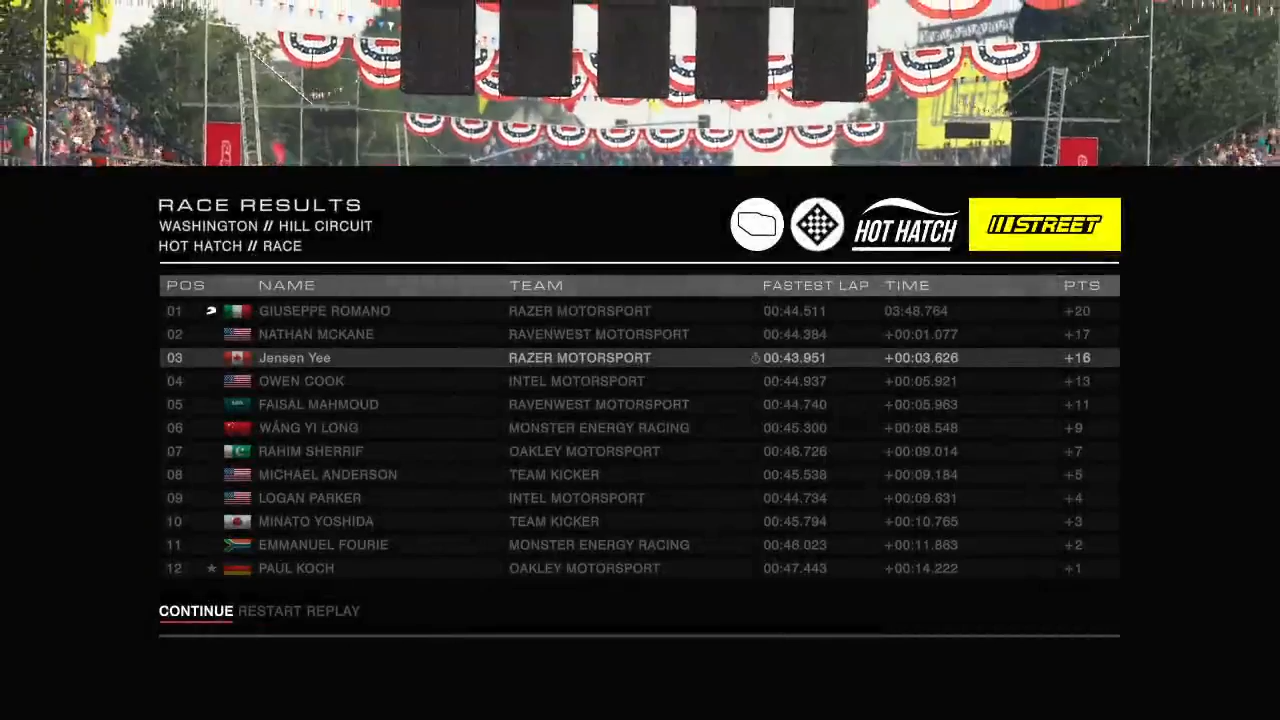 RACE RESULTS
WASHINGTON // HILL CIRCUIT
HOT HATCH // RACE
HOT HATCH
STREET
POS NAME TEAM FASTEST LAP TIME PTS
01 GIUSEPPE ROMANO RAZER MOTORSPORT 00:44.511 03:48.764 +20
02 NATHAN MCKANE RAVENWEST MOTORSPORT 00:44.384 +00:01.077 +17
03 Jensen Yee RAZER MOTORSPORT 00:43.951 +00:03.626 +16
04 OWEN COOK INTEL MOTORSPORT 00:44.937 +00:05.921 +13
05 FAISAL MAHMOUD RAVENWEST MOTORSPORT 00:44.740 +00:05.963 +11
06 WÅNG YI LONG MONSTER ENERGY RACING 00:45.300 +00:08.548 +9
07 RAHIM SHERRIF OAKLEY MOTORSPORT 00:46.726 +00:09.014 +7
08 MICHAEL ANDERSON TEAM KICKER 00:45.538 +00:09.184 +5
09 LOGAN PARKER INTEL MOTORSPORT 00:44.734 +00:09.631 +4
10 MINATO YOSHIDA TEAM KICKER 00:45.794 +00:10.765 +3
11 EMMANUEL FOURIE MONSTER ENERGY RACING 00:46.023 +00:11.863 +2
12 PAUL KOCH OAKLEY MOTORSPORT 00:47.443 +00:14.222 +1
CONTINUE RESTART REPLAY